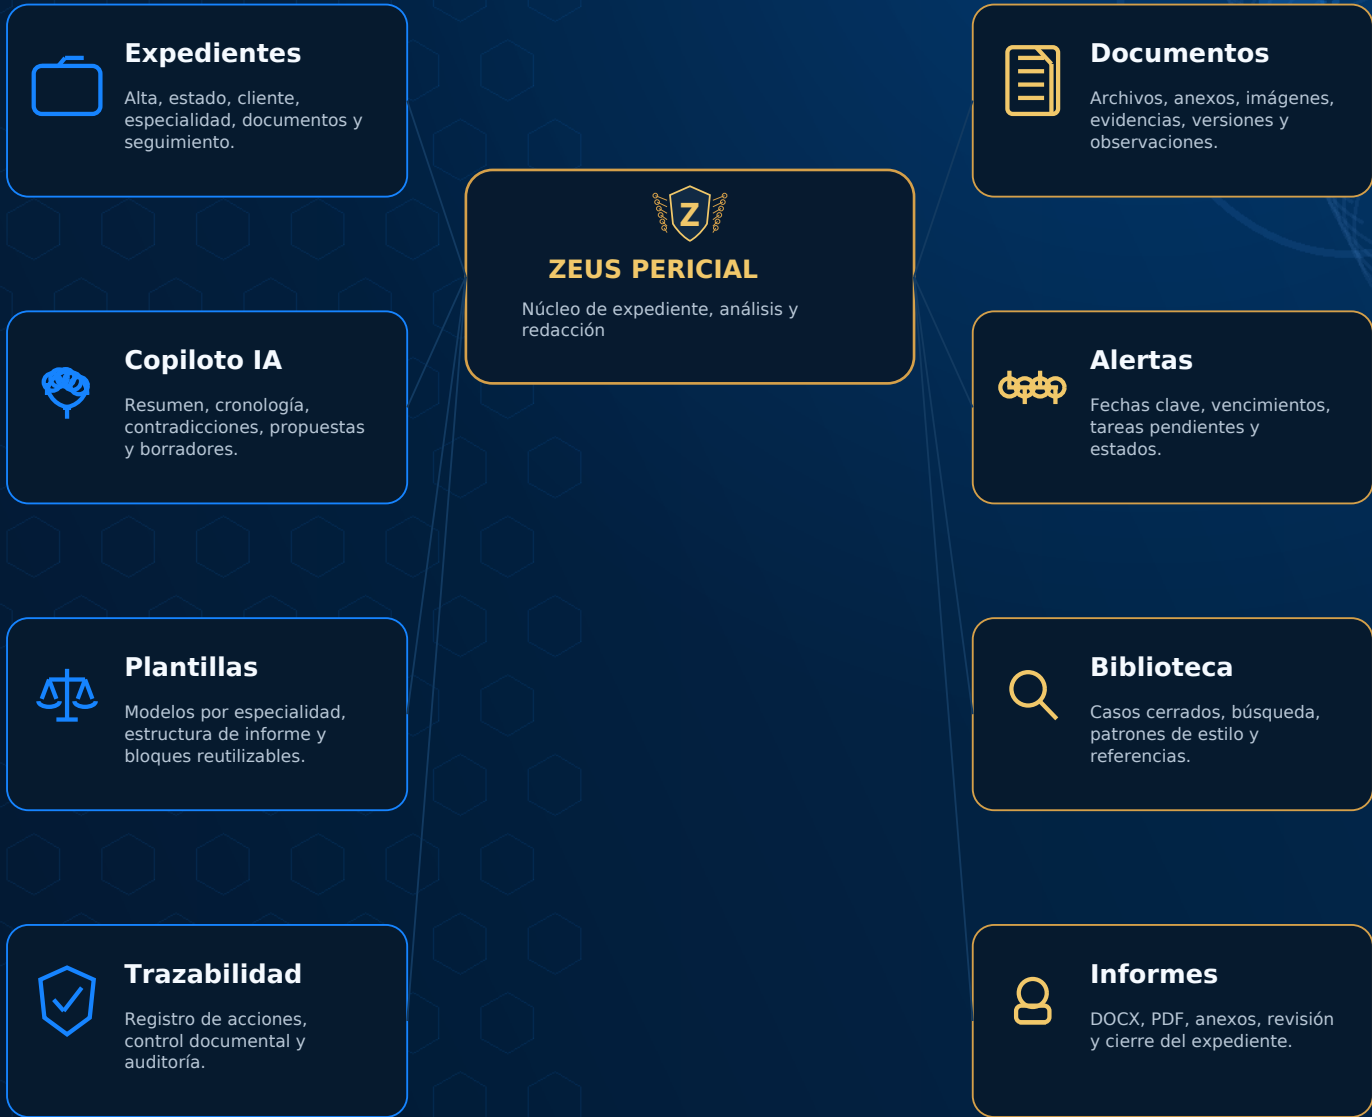 Expedientes
Alta, estado, cliente,
especialidad, documentos y
seguimiento.
Documentos
Archivos, anexos, imágenes,
evidencias, versiones y
observaciones.
Z
ZEUS PERICIAL
Núcleo de expediente, análisis y
redacción
Copiloto IA
Resumen, cronología,
contradicciones, propuestas
y borradores.
Alertas
Fechas clave, vencimientos,
tareas pendientes y
estados.
Plantillas
Modelos por especialidad,
estructura de informe y
bloques reutilizables.
Biblioteca
Casos cerrados, búsqueda,
patrones de estilo y
referencias.
Trazabilidad
Registro de acciones,
control documental y
auditoría.
Informes
DOCX, PDF, anexos, revisión
y cierre del expediente.